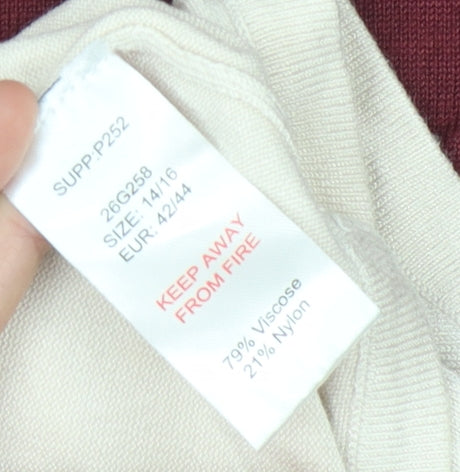 SUPP.P252
26G258
SIZE: 14/16
EUR: 42/44
KEEP AWAY
FROM FIRE
79% Viscose
21% Nylon